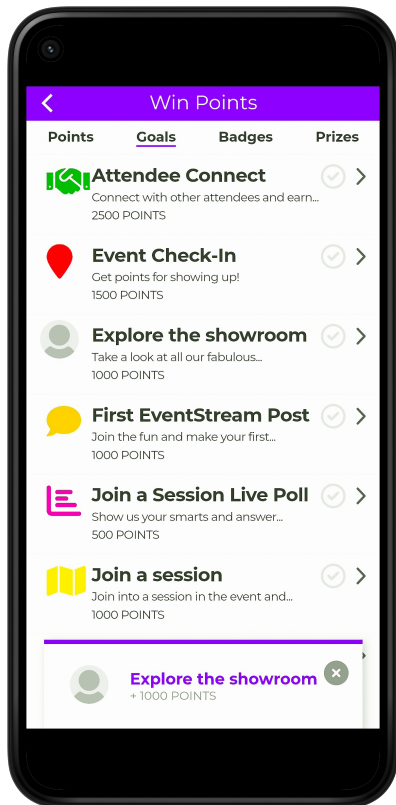 Win Points
Points Goals Badges Prizes
Attendee Connect
Connect with other attendees and earn...
2500 POINTS
Event Check-In
Get points for showing up!
1500 POINTS
Explore the showroom
Take a look at all our fabulous...
1000 POINTS
First EventStream Post
Join the fun and make your first...
1000 POINTS
Join a Session Live Poll
Show us your smarts and answer...
500 POINTS
Join a session
Join into a session in the event and...
1000 POINTS
Explore the showroom
+ 1000 POINTS